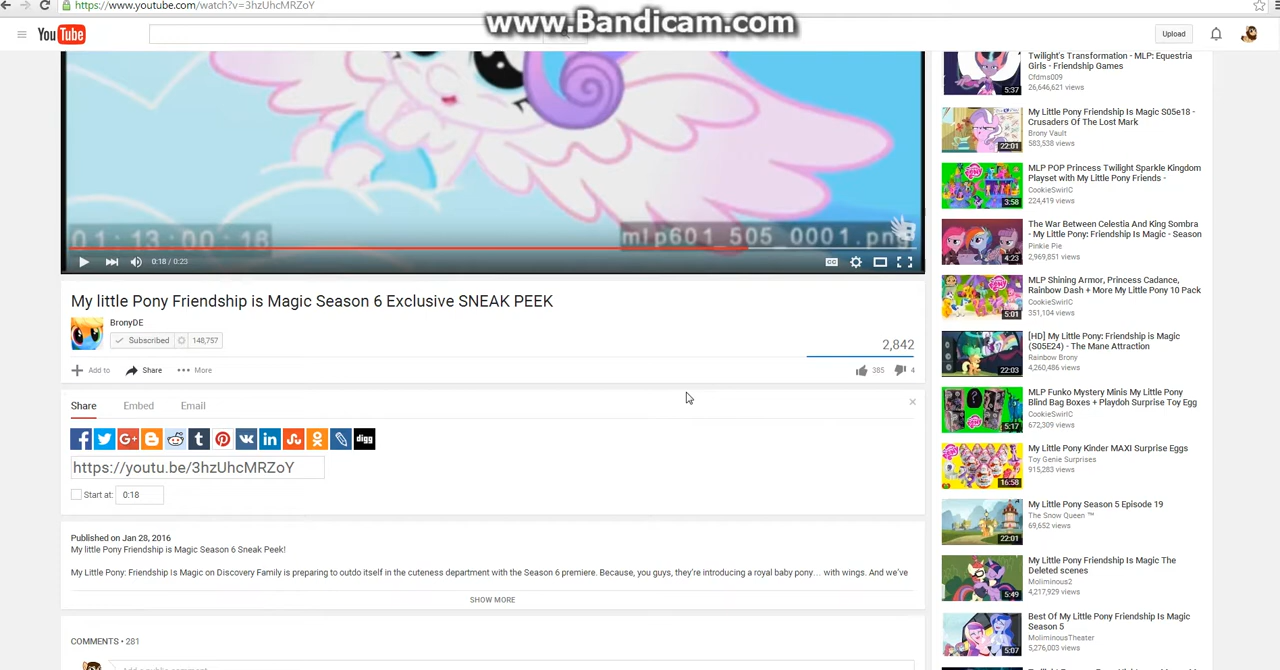 https://www.youtube.com/watch?v=3hzUhcMRZoY
www.Bandicam.com
YouTube
Upload
01:13:00:18
mlp601_505_0001.png
0:18 / 0:23
CC
My little Pony Friendship is Magic Season 6 Exclusive SNEAK PEEK
BronyDE
Subscribed
148,757
2,842
Add to
Share
More
385
4
Share
Embed
Email
digg
https://youtu.be/3hzUhcMRZoY
Start at:
0:18
Published on Jan 28, 2016
My little Pony Friendship is Magic Season 6 Sneak Peek!
My Little Pony: Friendship Is Magic on Discovery Family is preparing to outdo itself in the cuteness department with the Season 6 premiere. Because, you guys, they're introducing a royal baby pony… with wings. And we've
SHOW MORE
COMMENTS • 281
Add a public comment...
Twilight's Transformation - MLP: Equestria
Girls - Friendship Games
Cfdms009
26,646,621 views
5:37
My Little Pony Friendship Is Magic S05e18 -
Crusaders Of The Lost Mark
Brony Vault
583,538 views
22:01
MLP POP Princess Twilight Sparkle Kingdom
Playset with My Little Pony Friends -
CookieSwirlC
224,419 views
3:58
The War Between Celestia And King Sombra
- My Little Pony: Friendship Is Magic - Season
Pinkie Pie
2,969,851 views
4:23
MLP Shining Armor, Princess Cadance,
Rainbow Dash + More My Little Pony 10 Pack
CookieSwirlC
351,104 views
5:01
[HD] My Little Pony: Friendship is Magic
(S05E24) - The Mane Attraction
Rainbow Brony
4,260,486 views
22:03
MLP Funko Mystery Minis My Little Pony
Blind Bag Boxes + Playdoh Surprise Toy Egg
CookieSwirlC
672,309 views
5:17
My Little Pony Kinder MAXI Surprise Eggs
Toy Genie Surprises
915,283 views
16:58
My Little Pony Season 5 Episode 19
The Snow Queen ™
69,652 views
22:01
My Little Pony Friendship Is Magic The
Deleted scenes
Moliminous2
4,217,929 views
5:49
Best Of My Little Pony Friendship Is Magic
Season 5
MoliminousTheater
5,276,003 views
5:07